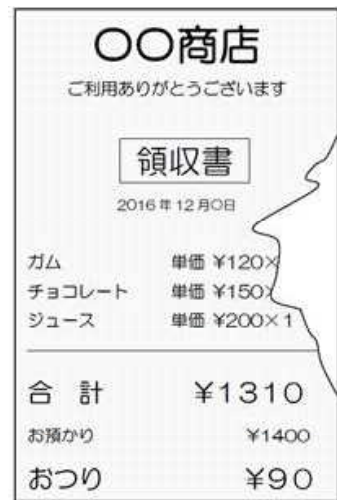 〇〇商店
ご利用ありがとうございます
領収書
2016年12月〇日
ガム 単価 ¥120×
チョコレート 単価 ¥150×
ジュース 単価 ¥200×1
合計 ¥1310
お預かり ¥1400
おつり ¥90